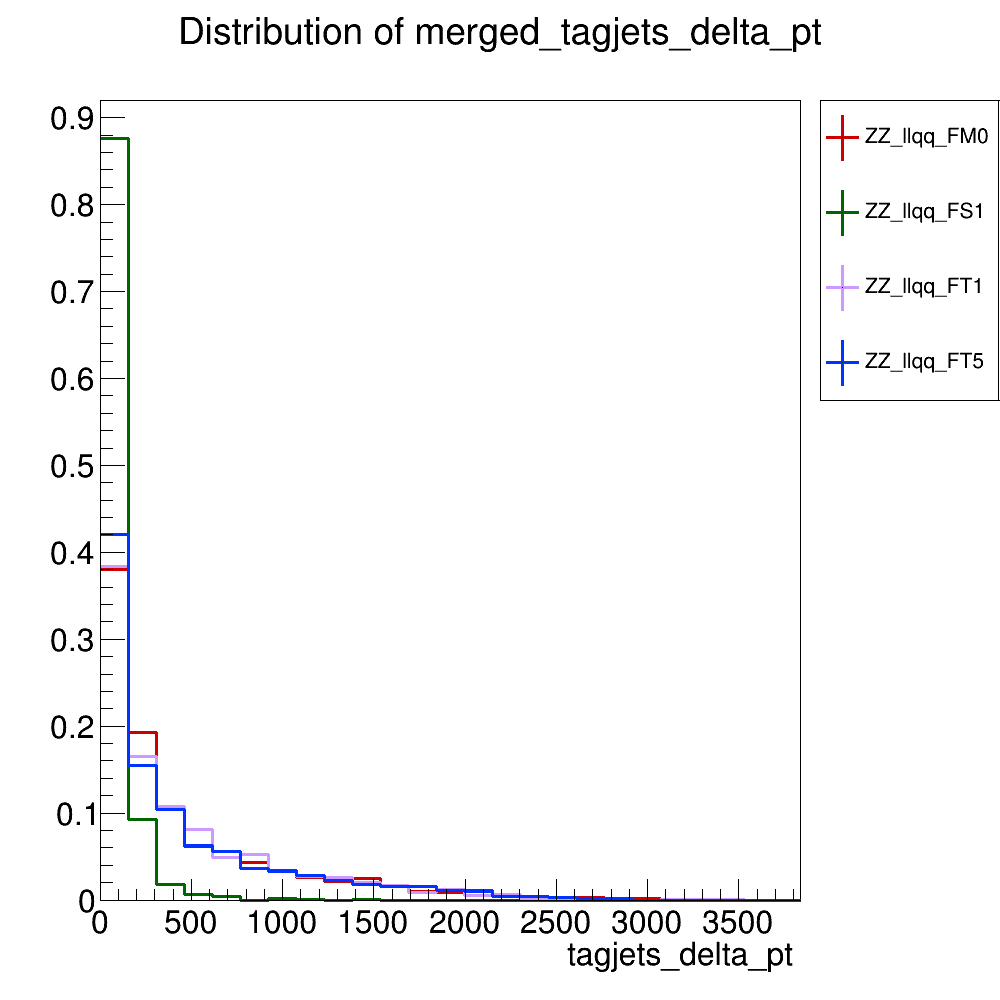 Distribution of merged_tagjets_delta_pt
0.9
0.8
0.7
0.6
0.5
0.4
0.3
0.2
0.1
0
0 500 1000 1500 2000 2500 3000 3500
tagjets_delta_pt
ZZ_llqq_FM0
ZZ_llqq_FS1
ZZ_llqq_FT1
ZZ_llqq_FT5